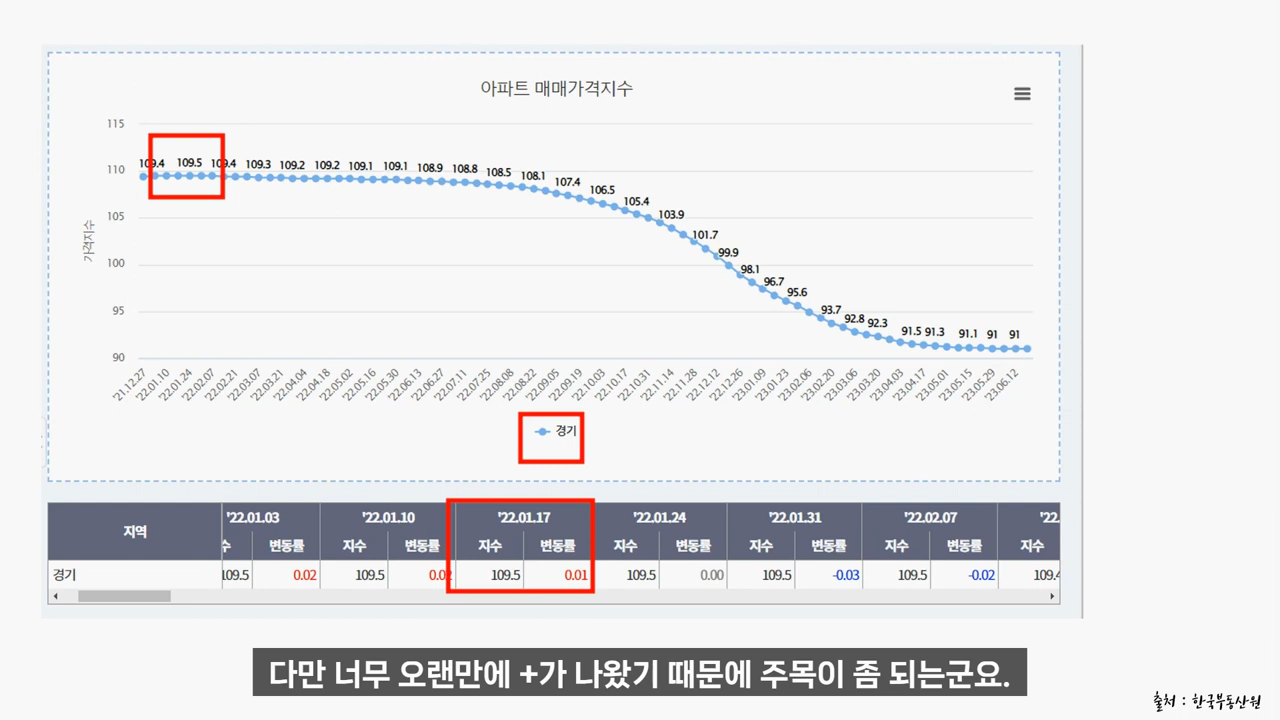 아파트 매매가격지수
115
110
105
100
95
90
가격지수
109.4 109.5 109.4 109.3 109.2 109.2 109.1 109.1 108.9 108.8 108.5 108.1 107.4 106.5 105.4 103.9 101.7 99.9 98.1 96.7 95.6 93.7 92.8 92.3 91.5 91.3 91.1 91 91
'21.12.27 '22.01.10 '22.01.24 '22.02.07 '22.02.21 '22.03.07 '22.03.21 '22.04.04 '22.04.1… '22.05.02 '22.05.16 '22.05.30 '22.06.13 '22.06.27 '22.07.11 '22.07.25 '22.08.08 '22.08.22 '22.09.05 '22.09.19 '22.10.03 '22.10.17 '22.10.31 '22.11.14 '22.11.28 '22.12.12 '22.12.26 '23.01.09 '23.01.23 '23.02.06 '23.02.20 '23.03.06 '23.03.20 '23.04.03 '23.04.17 '23.05.01 '23.05.15 '23.05.29 '23.06.12
경기
지역 '22.01.03 '22.01.10 '22.01.17 '22.01.24 '22.01.31 '22.02.07 '22.
수 변동률 지수 변동률 지수 변동률 지수 변동률 지수 변동률 지수 변동률 지수
경기 109.5 0.02 109.5 0.02 109.5 0.01 109.5 0.00 109.5 -0.03 109.5 -0.02 109.4
다만 너무 오랜만에 +가 나왔기 때문에 주목이 좀 되는군요.
출처 : 한국부동산원